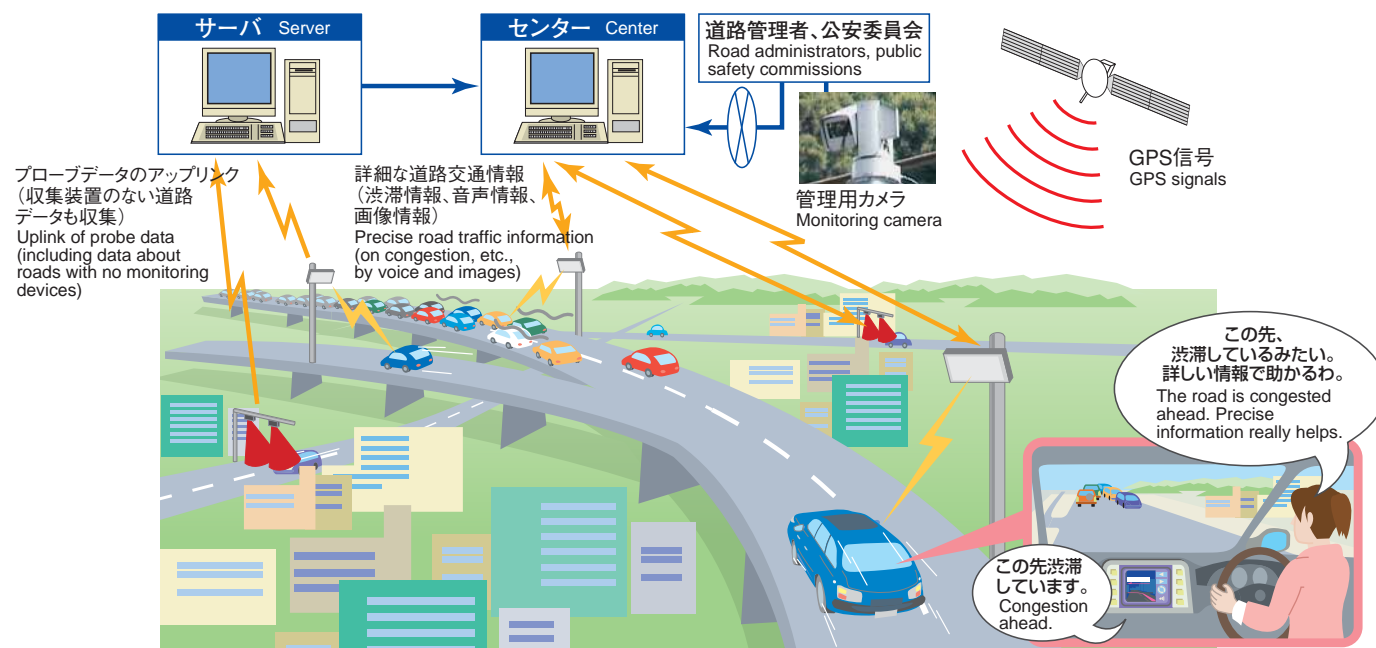 サーバ Server
センター Center
道路管理者、公安委員会
Road administrators, public
safety commissions
GPS信号
GPS signals
管理用カメラ
Monitoring camera
プローブデータのアップリンク
（収集装置のない道路
データも収集）
Uplink of probe data
(including data about
roads with no monitoring
devices)
詳細な道路交通情報
（渋滞情報、音声情報、
画像情報）
Precise road traffic information
(on congestion, etc.,
by voice and images)
この先、
渋滞しているみたい。
詳しい情報で助かるわ。
The road is congested
ahead. Precise
information really helps.
この先渋滞
しています。
Congestion
ahead.